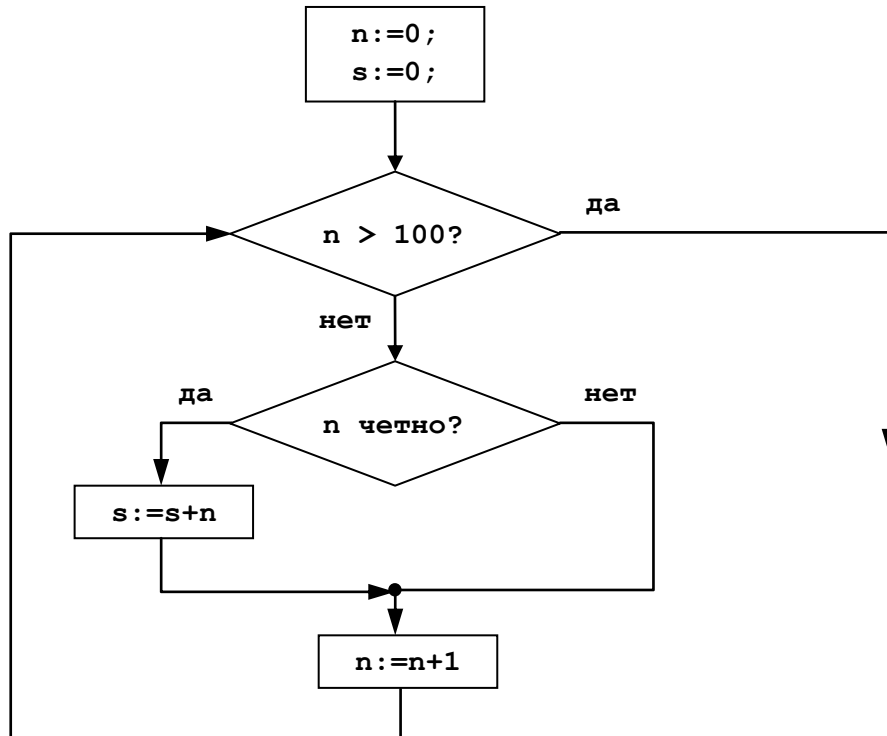 n:=0;
s:=0;
да
n > 100?
нет
да
нет
n четно?
s:=s+n
n:=n+1